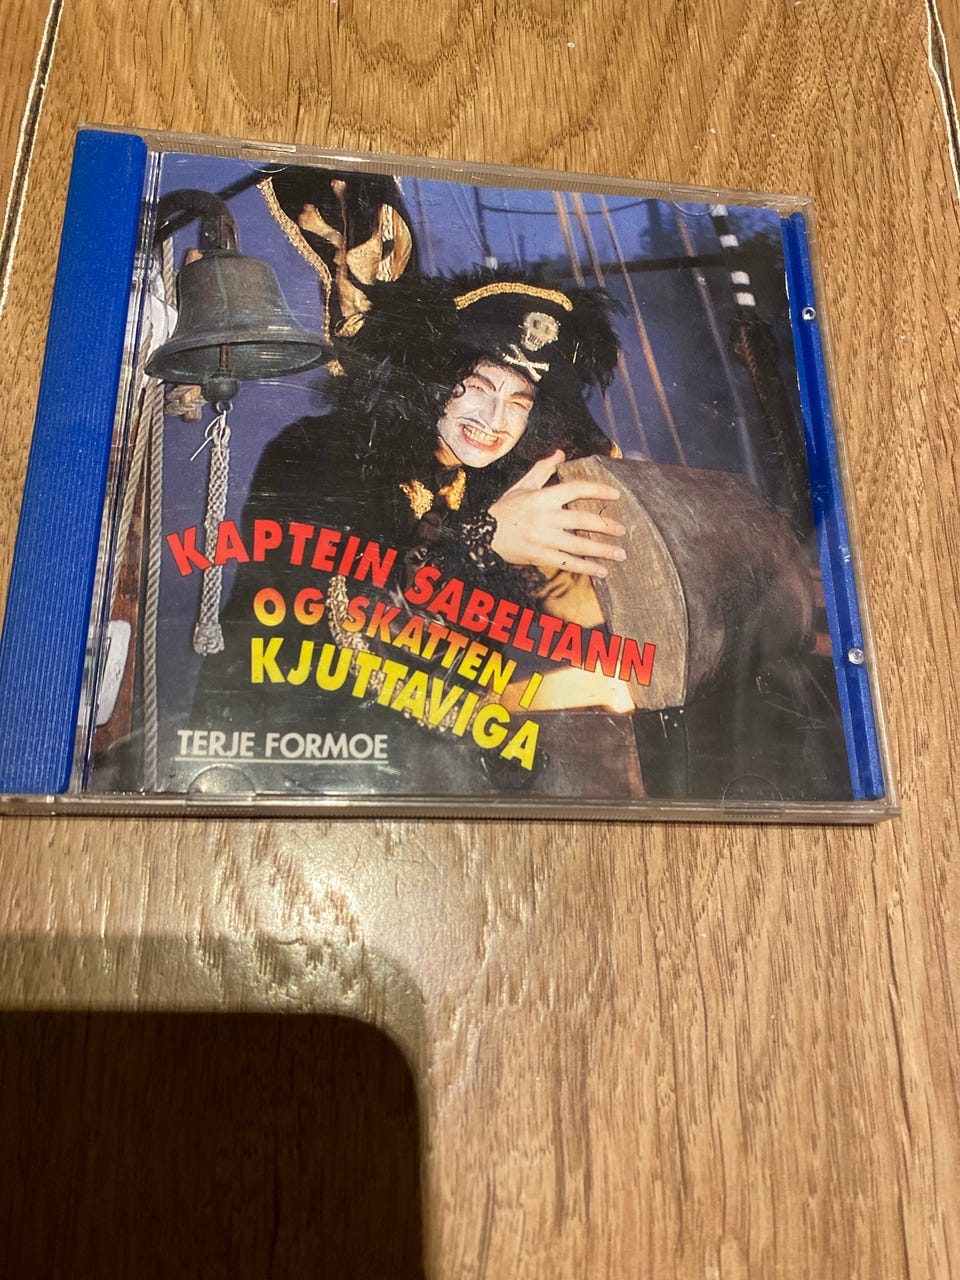 KAPTEIN SABELTANN
OG SKATTEN I
KJUTTAVIGA
TERJE FORMOE